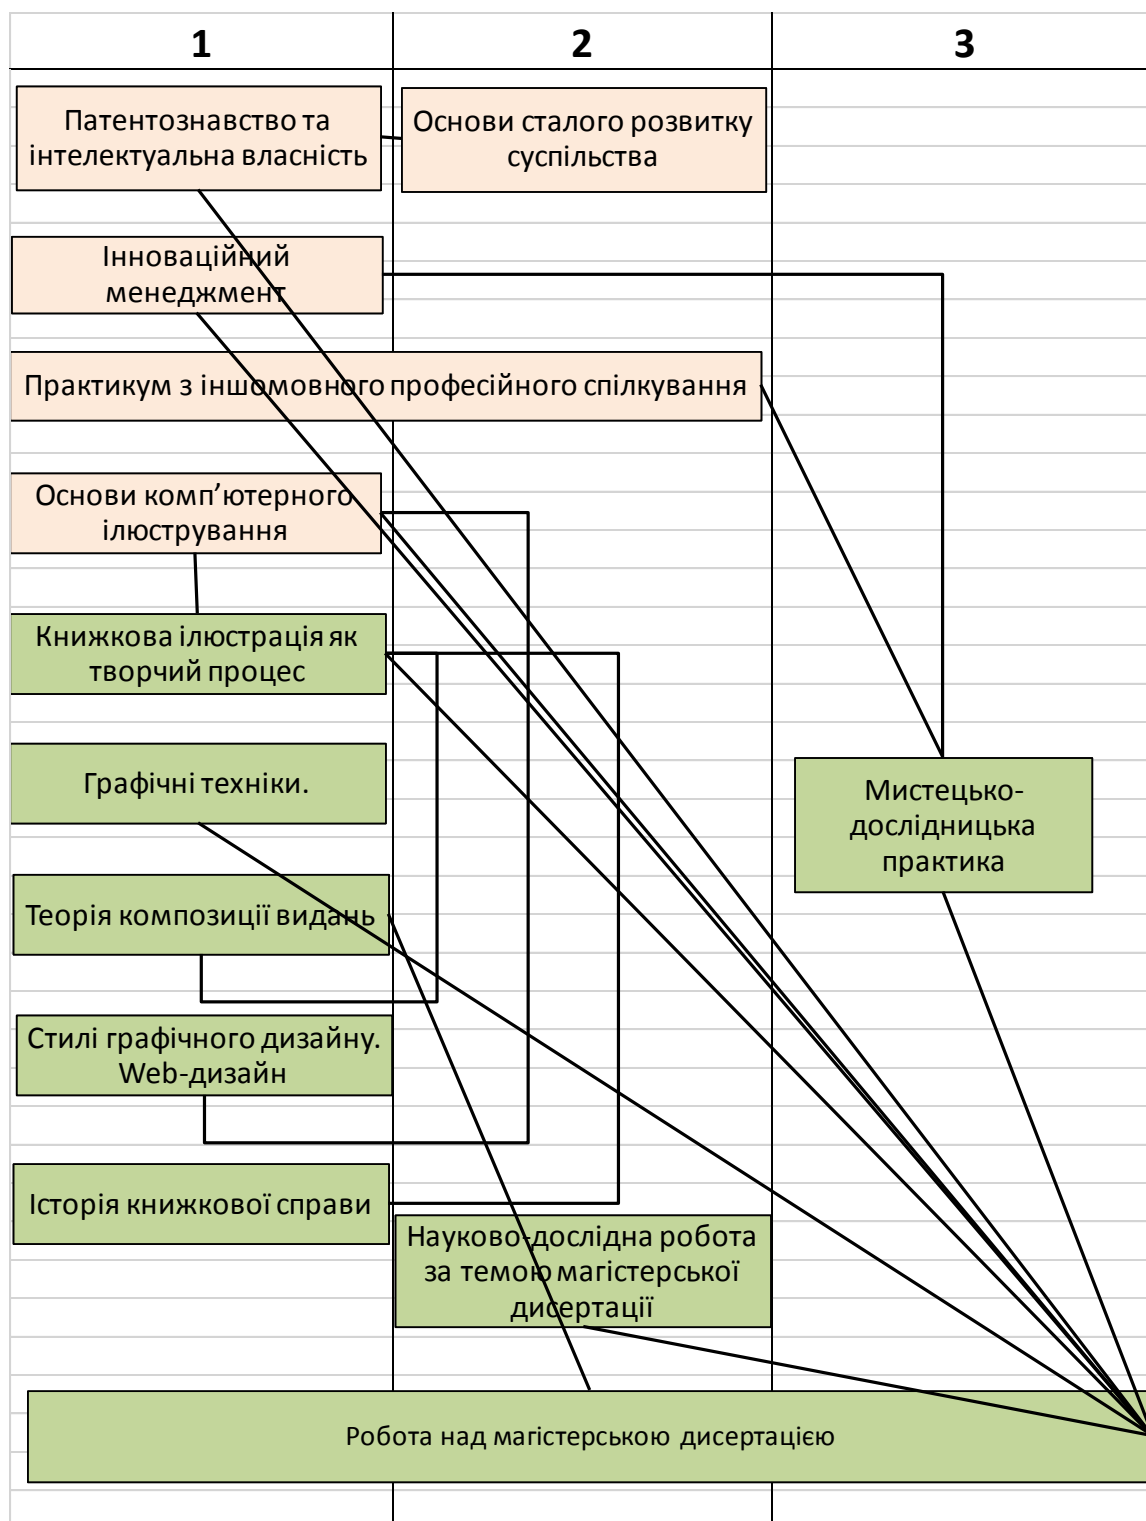 1
2
3
Патентознавство та
інтелектуальна власність
Основи сталого розвитку
суспільства
Інноваційний
менеджмент
Практикум з іншомовного професійного спілкування
Основи комп’ютерного
ілюстрування
Книжкова ілюстрація як
творчий процес
Графічні техніки.
Мистецько-
дослідницька
практика
Теорія композиції видань
Стилі графічного дизайну.
Web-дизайн
Історія книжкової справи
Науково-дослідна робота
за темою магістерської
дисертації
Робота над магістерською дисертацією